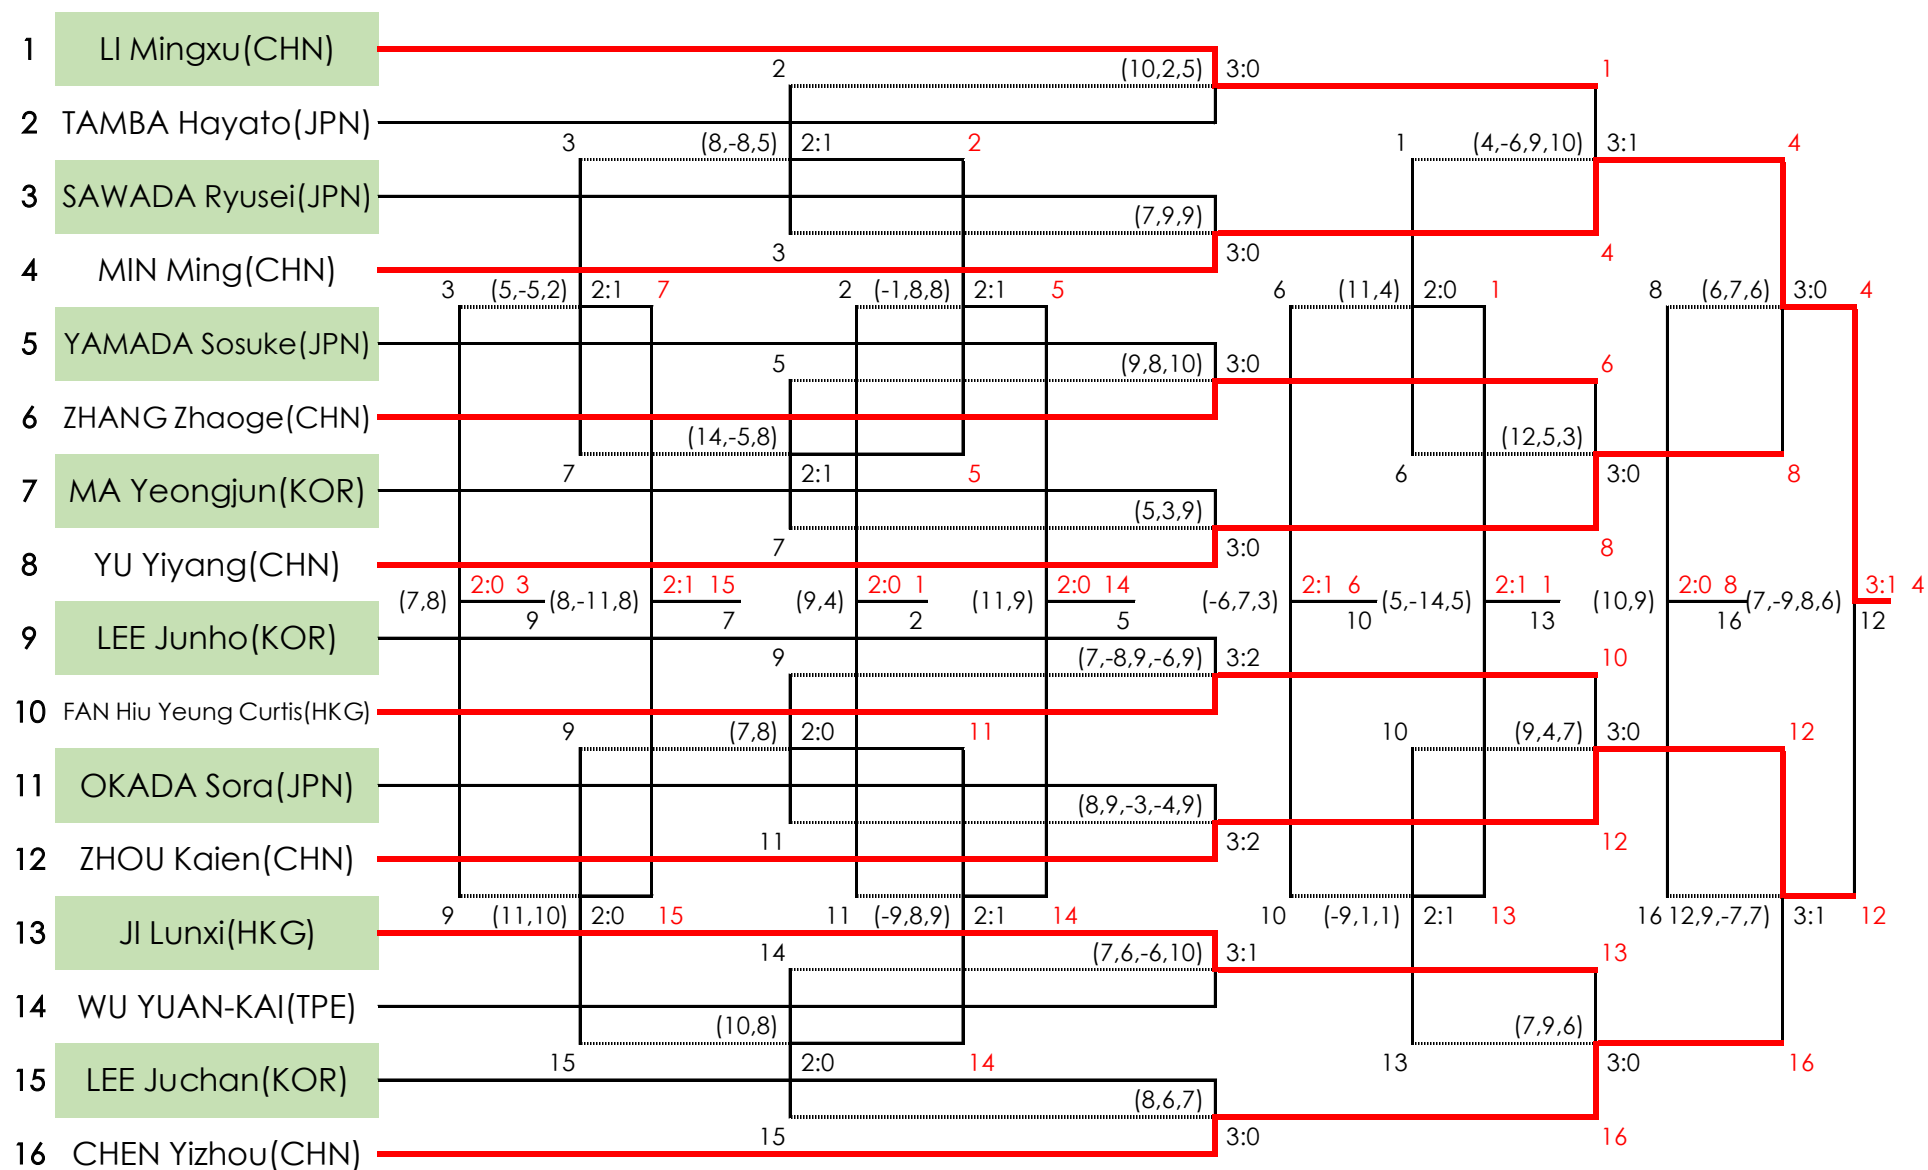 1 LI Mingxu(CHN)
2 (10,2,5) 3:0 1
2 TAMBA Hayato(JPN)
3 (8,-8,5) 2:1 2 1 (4,-6,9,10) 3:1 4
3 SAWADA Ryusei(JPN)
(7,9,9)
3 3:0 4
4 MIN Ming(CHN)
3 (5,-5,2) 2:1 7 2 (-1,8,8) 2:1 5 6 (11,4) 2:0 1 8 (6,7,6) 3:0 4
5 YAMADA Sosuke(JPN)
5 (9,8,10) 3:0 6
6 ZHANG Zhaoge(CHN)
(14,-5,8) (12,5,3)
7 2:1 5 6 3:0 8
7 MA Yeongjun(KOR)
(5,3,9)
7 3:0 8
8 YU Yiyang(CHN)
(7,8) 2:0 3 (8,-11,8) 2:1 15 (9,4) 2:0 1 (11,9) 2:0 14 (-6,7,3) 2:1 6 (5,-14,5) 2:1 1 (10,9) 2:0 8 (7,-9,8,6) 3:1 4
9 7 2 5 10 13 16 12
9 LEE Junho(KOR)
9 (7,-8,9,-6,9) 3:2 10
10 FAN Hiu Yeung Curtis(HKG)
9 (7,8) 2:0 11 10 (9,4,7) 3:0 12
11 OKADA Sora(JPN)
(8,9,-3,-4,9)
11 3:2 12
12 ZHOU Kaien(CHN)
9 (11,10) 2:0 15 11 (-9,8,9) 2:1 14 10 (-9,1,1) 2:1 13 16 12,9,-7,7) 3:1 12
13 JI Lunxi(HKG)
14 (7,6,-6,10) 3:1 13
14 WU YUAN-KAI(TPE)
(10,8) (7,9,6)
15 2:0 14 13 3:0 16
15 LEE Juchan(KOR)
(8,6,7)
15 3:0 16
16 CHEN Yizhou(CHN)